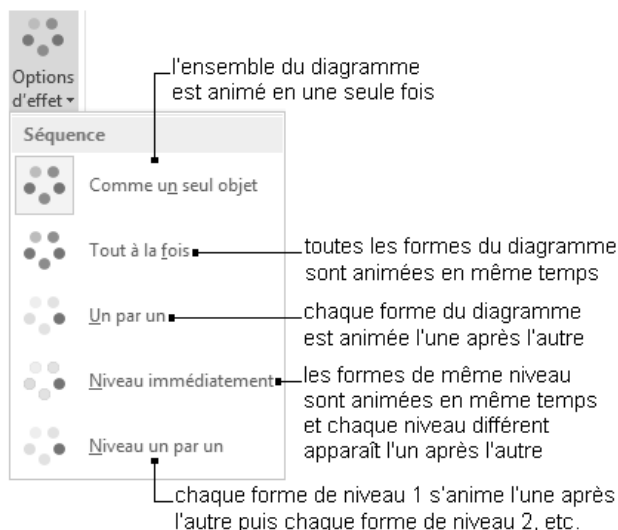 Options
d'effet
l'ensemble du diagramme
est animé en une seule fois
Séquence
Comme un seul objet
Tout à la fois
toutes les formes du diagramme
sont animées en même temps
Un par un
chaque forme du diagramme
est animée l'une après l'autre
Niveau immédiatement
les formes de même niveau
sont animées en même temps
et chaque niveau différent
apparaît l'un après l'autre
Niveau un par un
chaque forme de niveau 1 s'anime l'une après
l'autre puis chaque forme de niveau 2, etc.